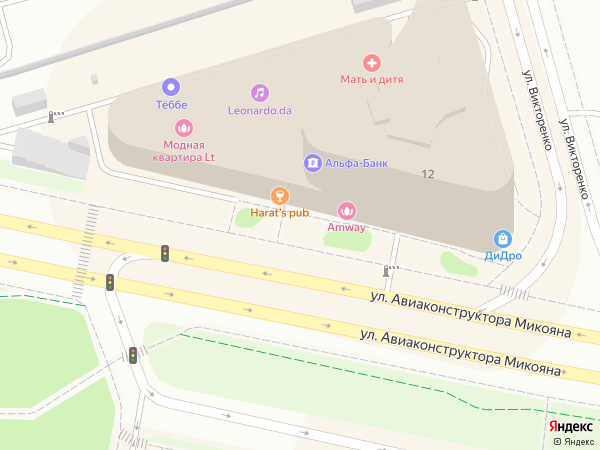 Мать и дитя
Тёббе
Leonardo.da
Модная
квартира Lt
Альфа-Банк
12
ул. Викторенко
ул. Викторенко
Harat's pub
Amway
ДиДро
ул. Авиаконструктора Микояна
ул. Авиаконструктора Микояна
Яндекс
© Яндекс